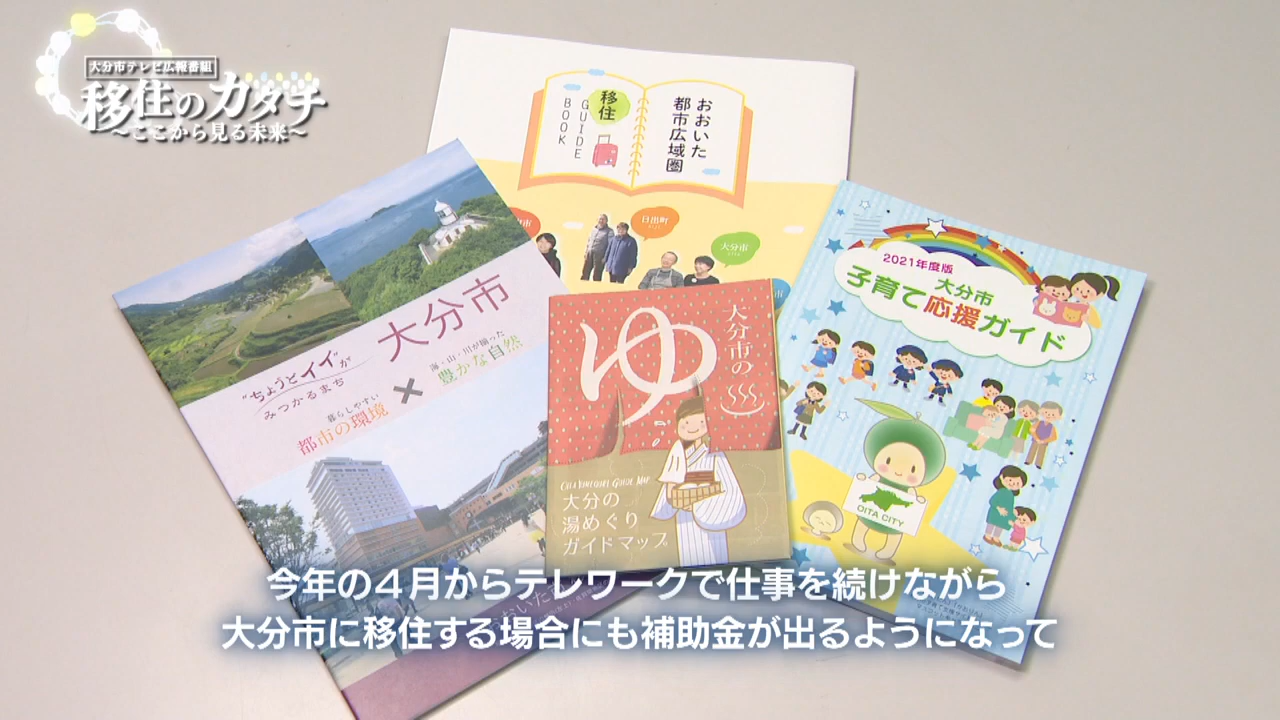 大分市テレビ広報番組
移住のカタチ
～ここから見る未来～
おおいた
都市広域圏
移住
GUIDE
BOOK
日出町
大分市
大分市
"ちょうどイイ"が
みつかるまち
暮らしやすい
都市の環境
×
海・山・川が揃った
豊かな自然
大分市の
ゆ
OITA YUMEGURI GUIDE MAP
大分の
湯めぐり
ガイドマップ
2021年度版
大分市
子育て応援ガイド
OITA CITY
今年の４月からテレワークで仕事を続けながら
大分市に移住する場合にも補助金が出るようになって